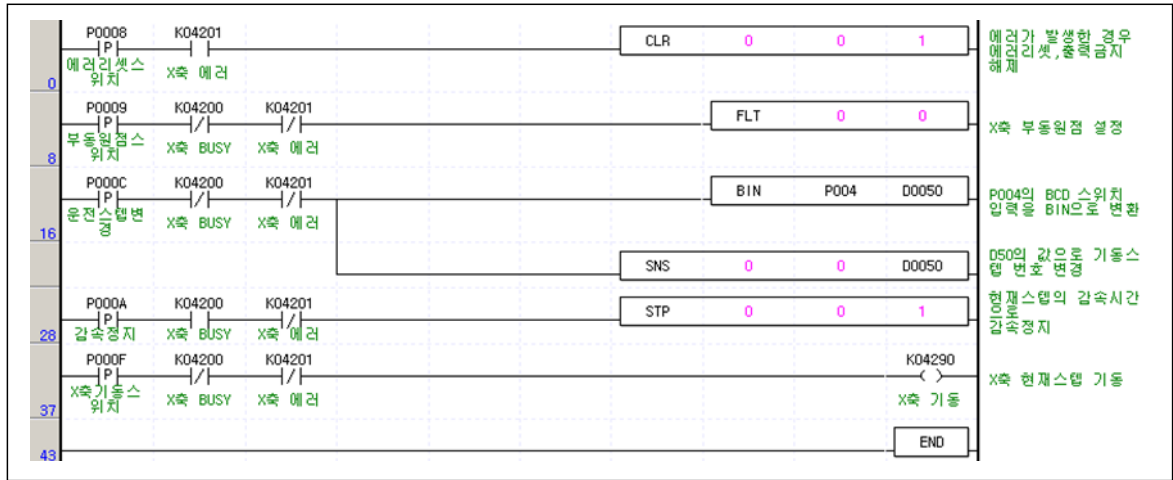 P0008 K04201
P CLR 0 0 1 에러가 발생한 경우
에러리셋,출력금지
해제
에러리셋스
위치 X축 에러
0
P0009 K04200 K04201
P FLT 0 0 X축 부동원점 설정
부동원점스
위치 X축 BUSY X축 에러
8
P000C K04200 K04201
P BIN P004 D0050 P004의 BCD 스위치
입력을 BIN으로 변환
운전스텝변
경 X축 BUSY X축 에러
16
SNS 0 0 D0050 D50의 값으로 기동스
텝 번호 변경
P000A K04200 K04201
P STP 0 0 1 현재스텝의 감속시간
으로
감속정지
감속정지 X축 BUSY X축 에러
28
P000F K04200 K04201 K04290
P X축 현재스텝 기동
X축기동스
위치 X축 BUSY X축 에러 X축 기동
37
END
43